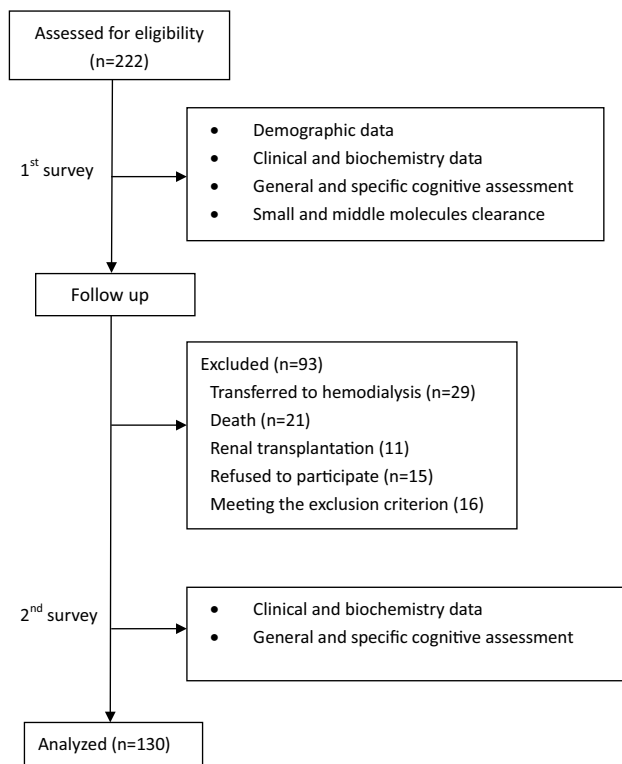 Assessed for eligibility
(n=222)
1st survey
• Demographic data
• Clinical and biochemistry data
• General and specific cognitive assessment
• Small and middle molecules clearance
Follow up
Excluded (n=93)
Transferred to hemodialysis (n=29)
Death (n=21)
Renal transplantation (11)
Refused to participate (n=15)
Meeting the exclusion criterion (16)
2nd survey
• Clinical and biochemistry data
• General and specific cognitive assessment
Analyzed (n=130)